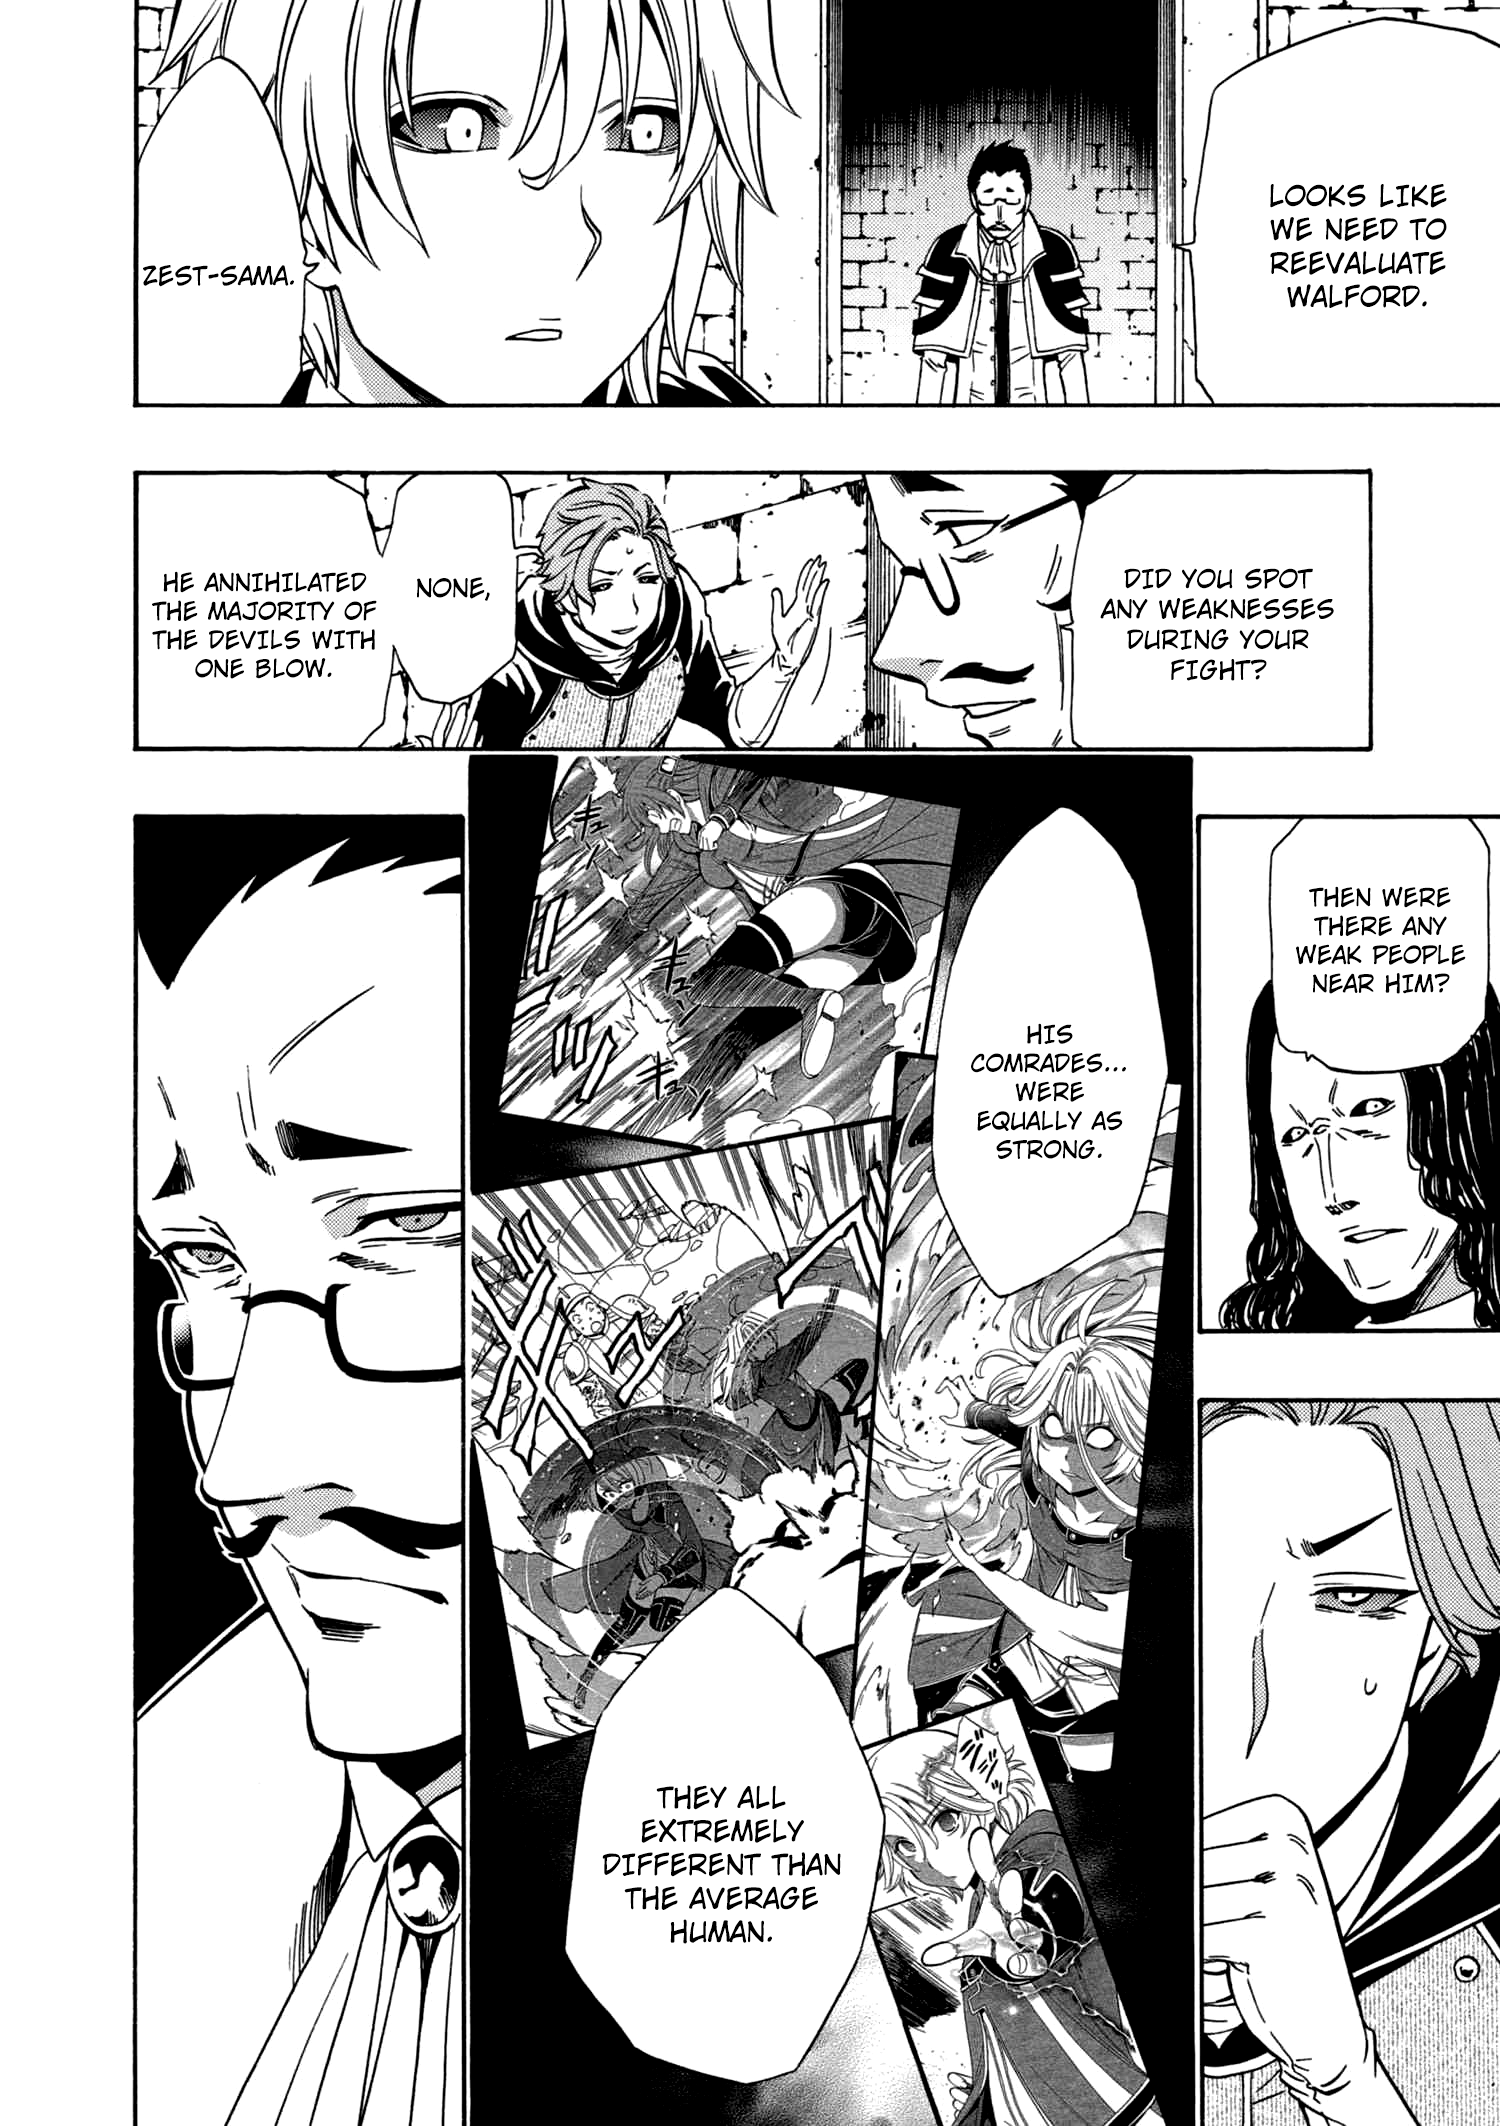 LOOKS LIKE
WE NEED TO
REEVALUATE
WALFORD.
ZEST-SAMA.
DID YOU SPOT
ANY WEAKNESSES
DURING YOUR
FIGHT?
NONE,
HE ANNIHILATED
THE MAJORITY OF
THE DEVILS WITH
ONE BLOW.
THEN WERE
THERE ANY
WEAK PEOPLE
NEAR HIM?
HIS
COMRADES...
WERE
EQUALLY AS
STRONG.
THEY ALL
EXTREMELY
DIFFERENT THAN
THE AVERAGE
HUMAN.